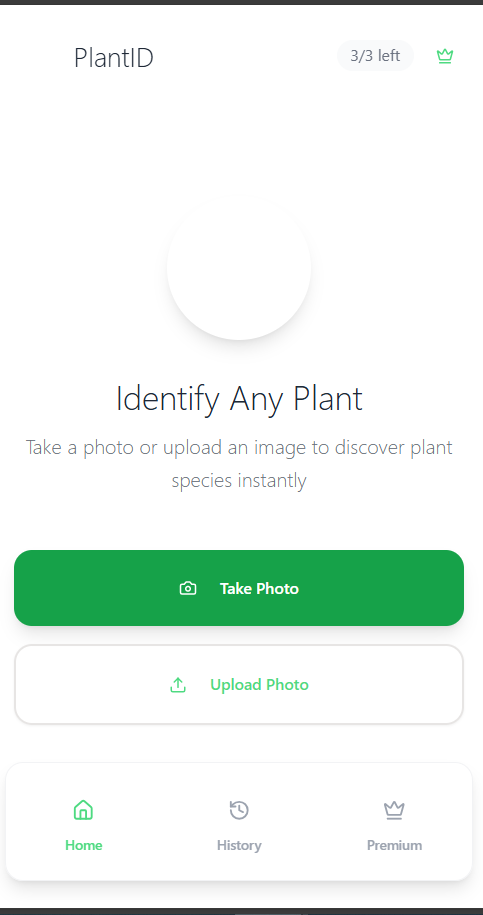 PlantID
3/3 left
Identify Any Plant
Take a photo or upload an image to discover plant
species instantly
Take Photo
Upload Photo
Home
History
Premium